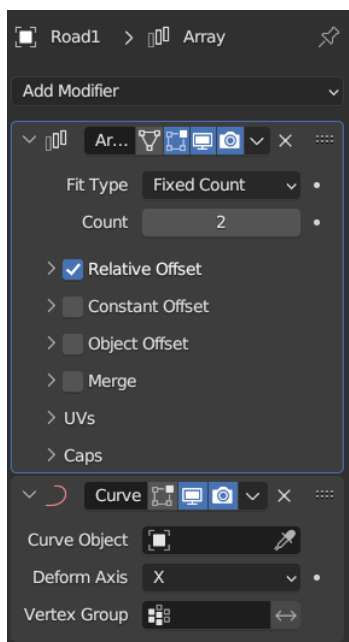 Road1 > Array
Add Modifier
Ar...
Fit Type Fixed Count
Count 2
Relative Offset
Constant Offset
Object Offset
Merge
UVs
Caps
Curve
Curve Object
Deform Axis X
Vertex Group